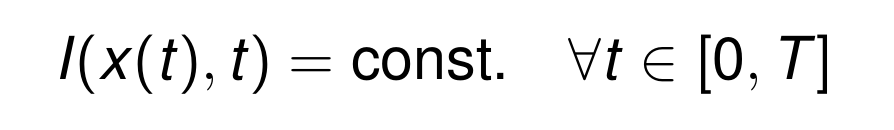 I(x(t), t) = const. ∀t ∈ [0, T]